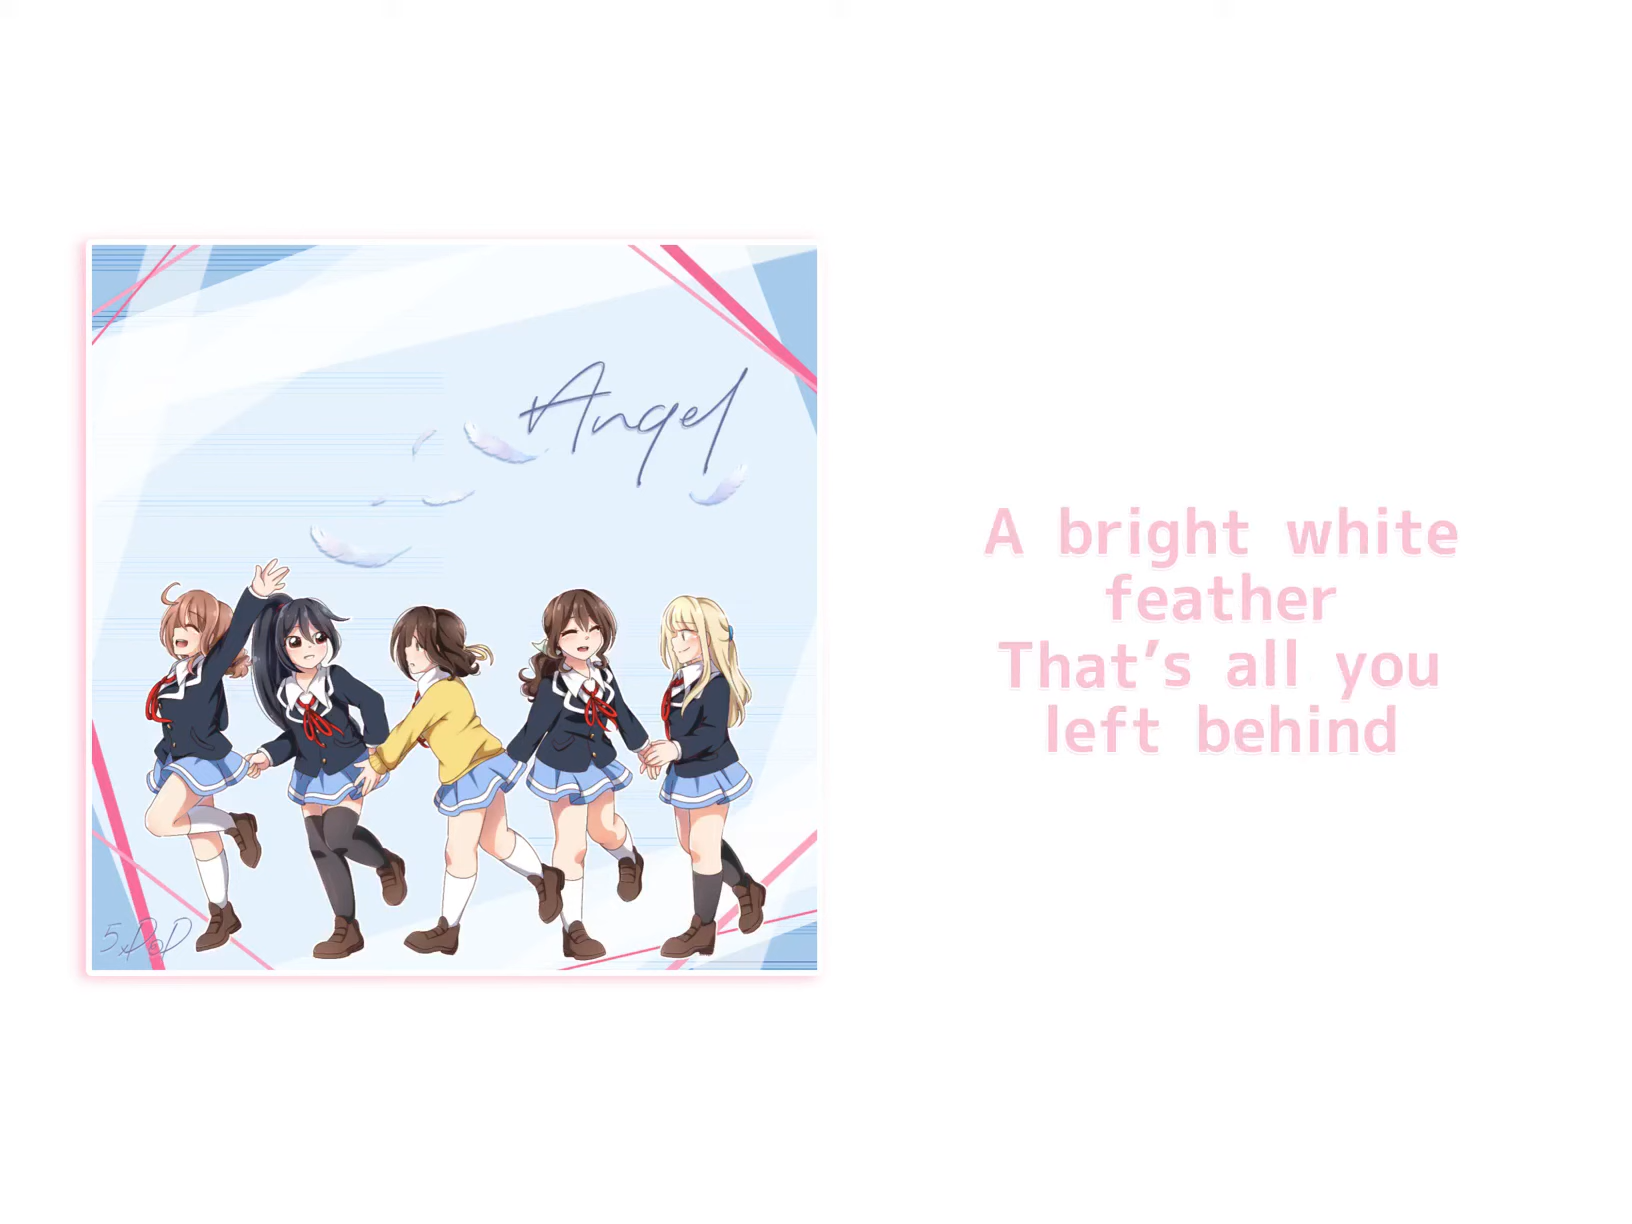 Angel
A bright white
feather
That's all you
left behind